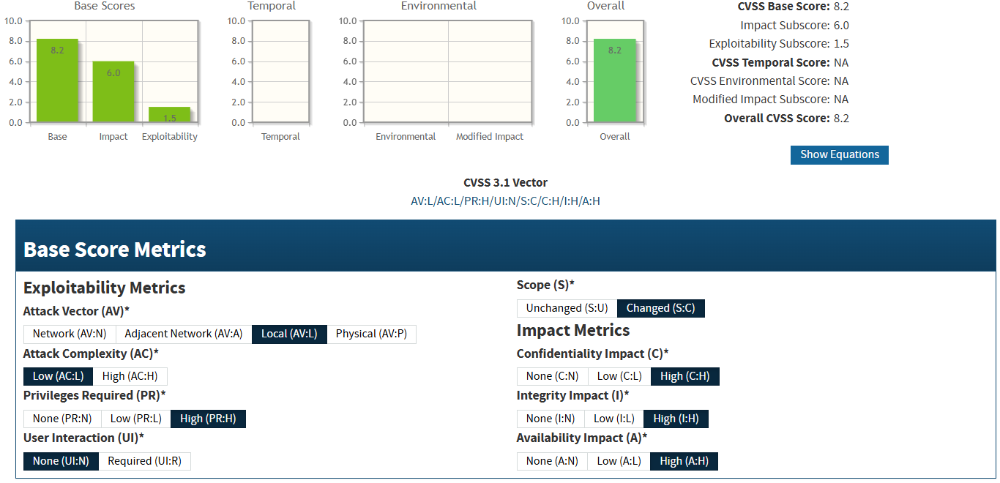 Base Scores
10.0
8.0
6.0
4.0
2.0
0.0
8.2
6.0
1.5
Base Impact Exploitability
Temporal
10.0
8.0
6.0
4.0
2.0
0.0
Temporal
Environmental
10.0
8.0
6.0
4.0
2.0
0.0
Environmental Modified Impact
Overall
10.0
8.0
6.0
4.0
2.0
0.0
8.2
Overall
CVSS Base Score: 8.2
Impact Subscore: 6.0
Exploitability Subscore: 1.5
CVSS Temporal Score: NA
CVSS Environmental Score: NA
Modified Impact Subscore: NA
Overall CVSS Score: 8.2
Show Equations
CVSS 3.1 Vector
AV:L/AC:L/PR:H/UI:N/S:C/C:H/I:H/A:H
Base Score Metrics
Exploitability Metrics
Attack Vector (AV)*
Network (AV:N) Adjacent Network (AV:A) Local (AV:L) Physical (AV:P)
Attack Complexity (AC)*
Low (AC:L) High (AC:H)
Privileges Required (PR)*
None (PR:N) Low (PR:L) High (PR:H)
User Interaction (UI)*
None (UI:N) Required (UI:R)
Scope (S)*
Unchanged (S:U) Changed (S:C)
Impact Metrics
Confidentiality Impact (C)*
None (C:N) Low (C:L) High (C:H)
Integrity Impact (I)*
None (I:N) Low (I:L) High (I:H)
Availability Impact (A)*
None (A:N) Low (A:L) High (A:H)